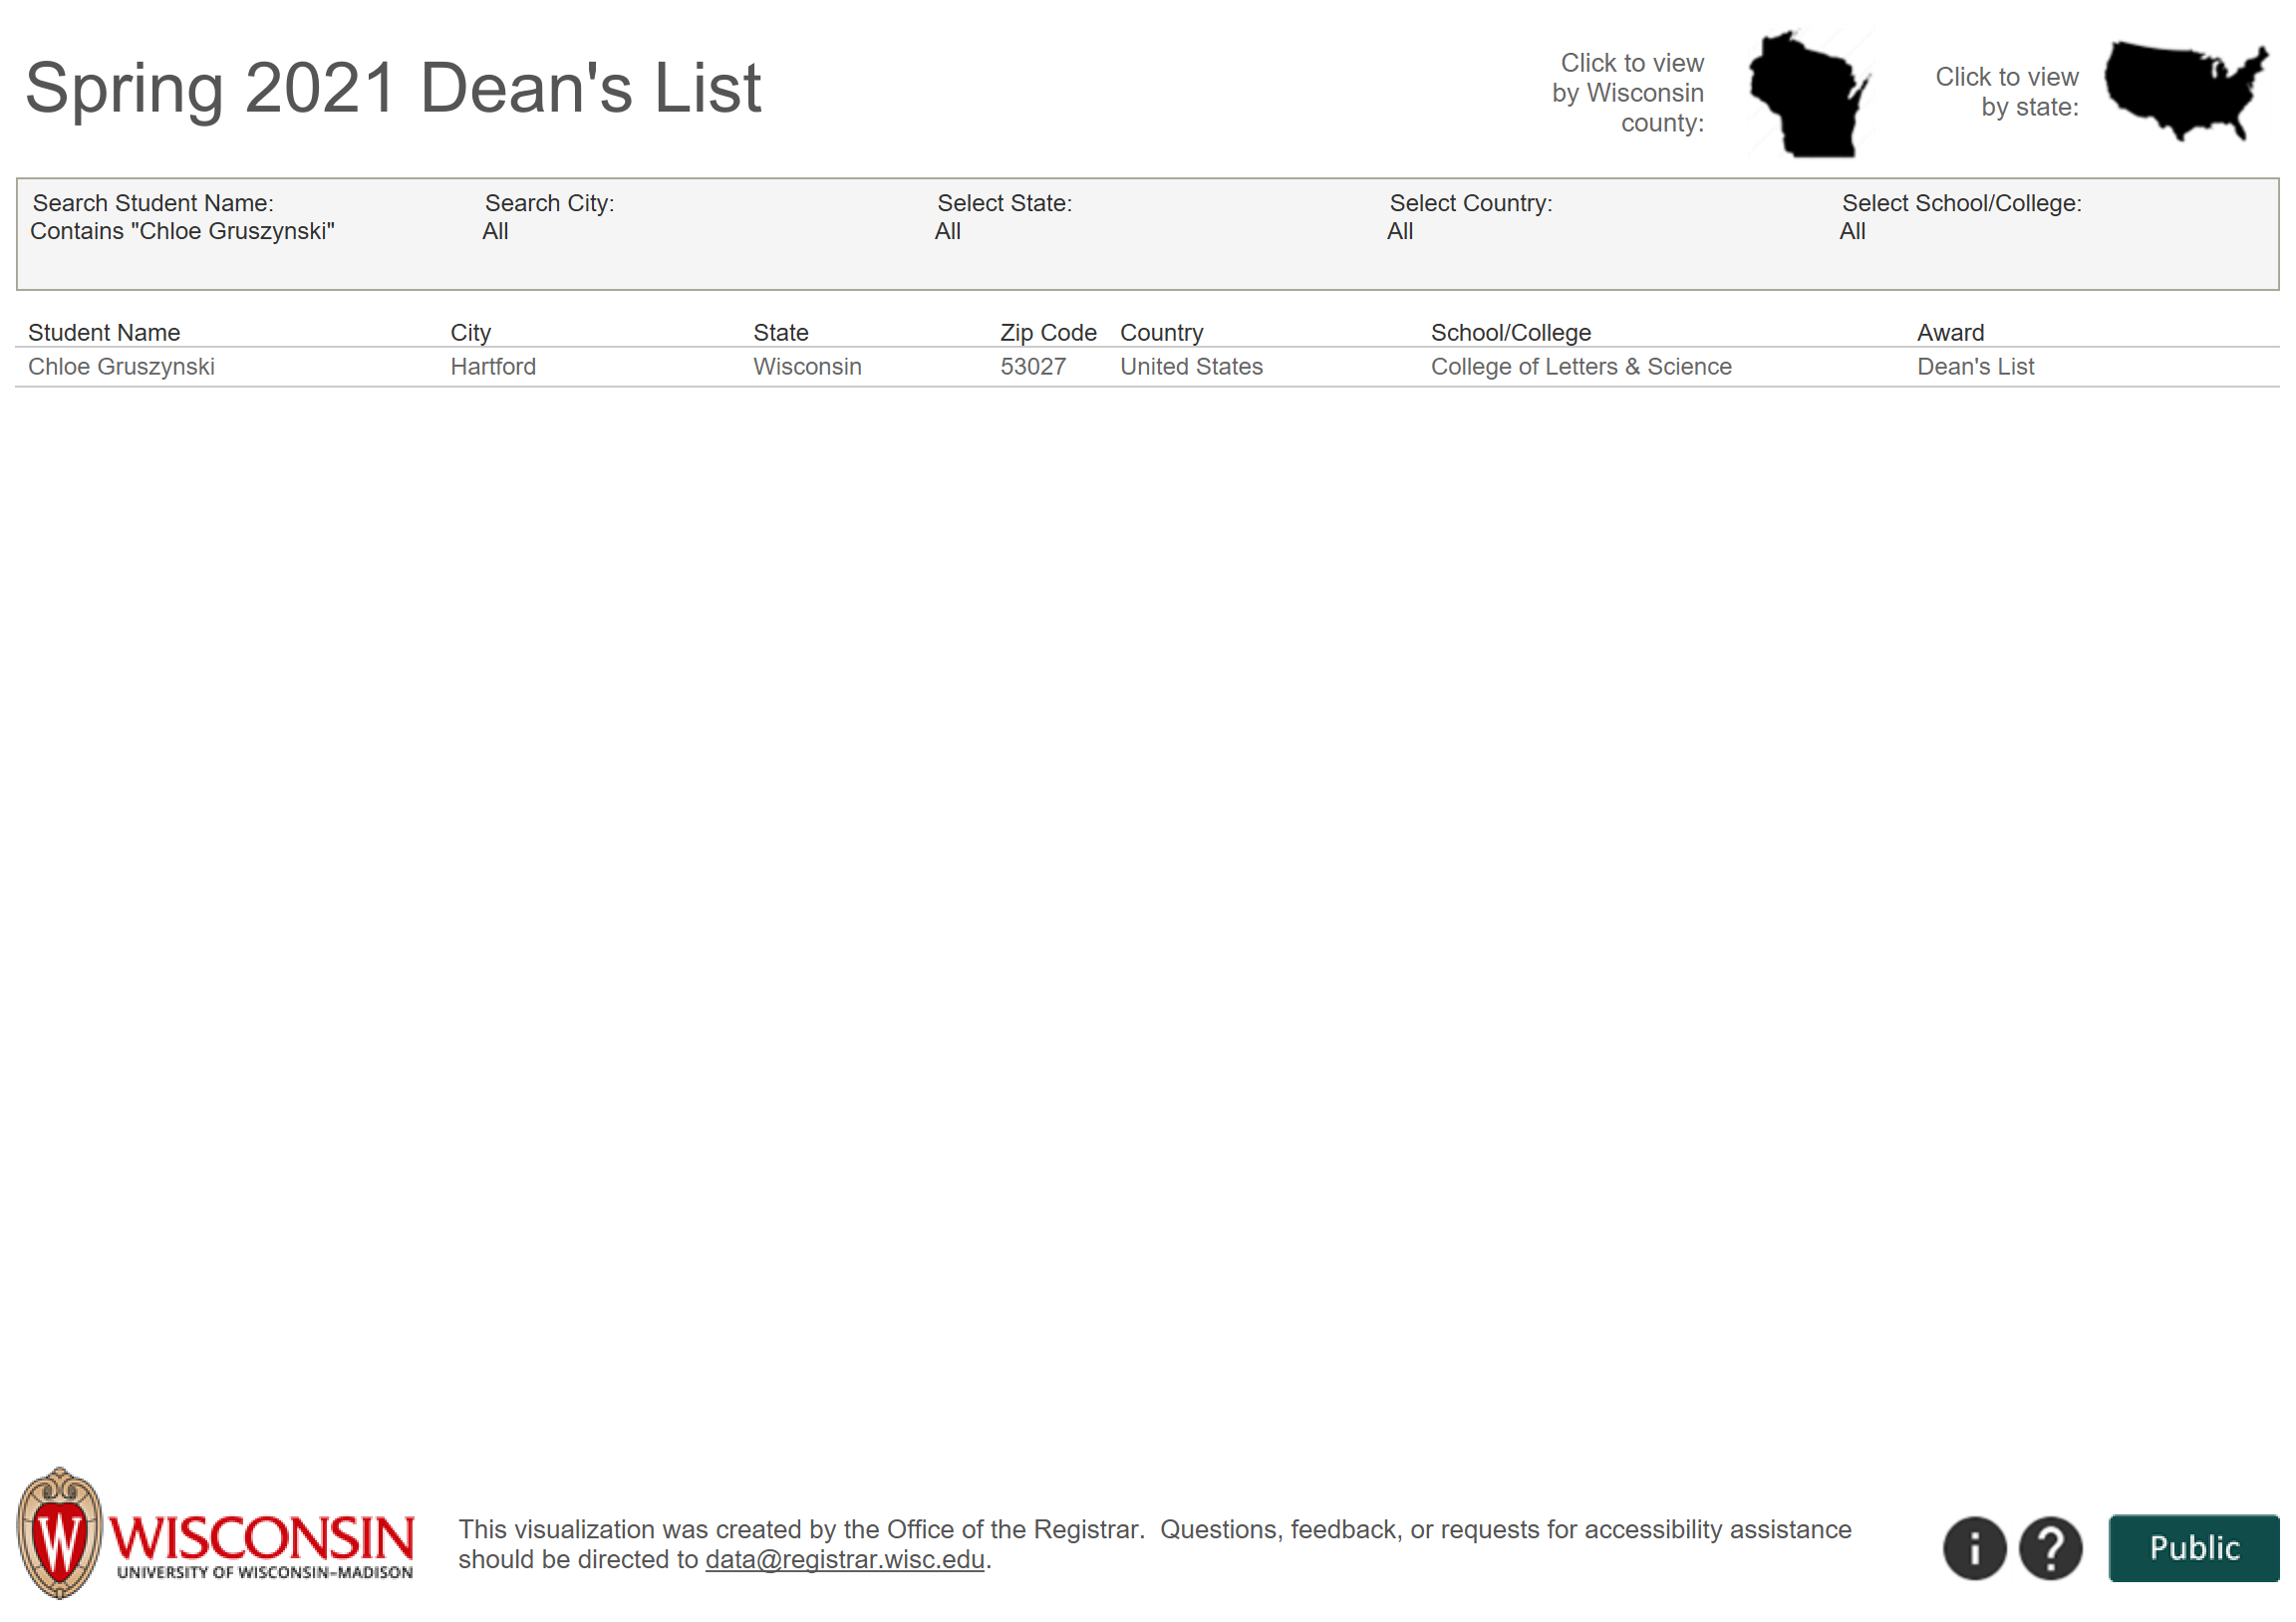 Spring 2021 Dean's List
Click to view
by Wisconsin
county:
Click to view
by state:
Search Student Name:
Contains "Chloe Gruszynski"
Search City:
All
Select State:
All
Select Country:
All
Select School/College:
All
Student Name City State Zip Code Country School/College Award
Chloe Gruszynski Hartford Wisconsin 53027 United States College of Letters & Science Dean's List
W
WISCONSIN
UNIVERSITY OF WISCONSIN–MADISON
This visualization was created by the Office of the Registrar.  Questions, feedback, or requests for accessibility assistance
should be directed to data@registrar.wisc.edu.
i
?
Public